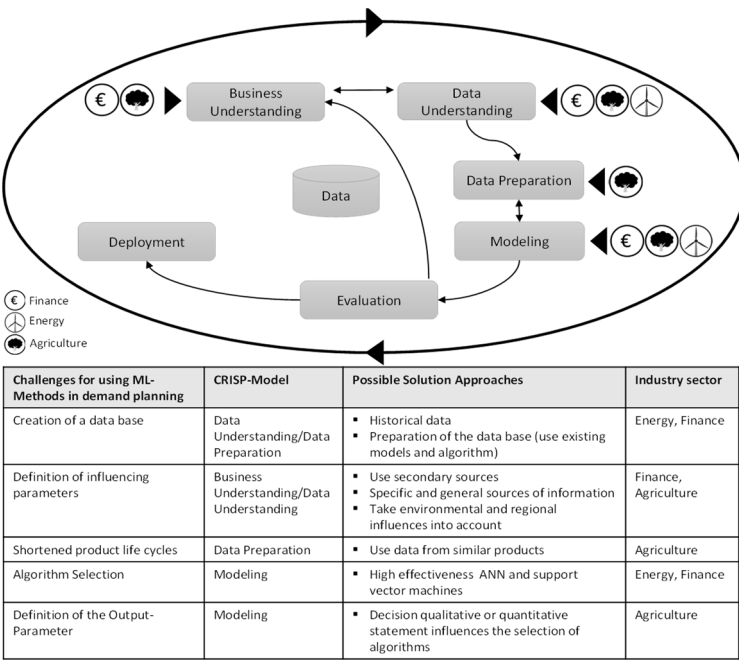 Business
Understanding
Data
Understanding
Data Preparation
Data
Deployment
Modeling
Evaluation
€ Finance
Energy
Agriculture
Challenges for using ML-
Methods in demand planning
CRISP-Model
Possible Solution Approaches
Industry sector
Creation of a data base
Data
Understanding/Data
Preparation
▪ Historical data
▪ Preparation of the data base (use existing
models and algorithm)
Energy, Finance
Definition of influencing
parameters
Business
Understanding/Data
Understanding
▪ Use secondary sources
▪ Specific and general sources of information
▪ Take environmental and regional
influences into account
Finance,
Agriculture
Shortened product life cycles
Data Preparation
▪ Use data from similar products
Agriculture
Algorithm Selection
Modeling
▪ High effectiveness ANN and support
vector machines
Energy, Finance
Definition of the Output-
Parameter
Modeling
▪ Decision qualitative or quantitative
statement influences the selection of
algorithms
Agriculture